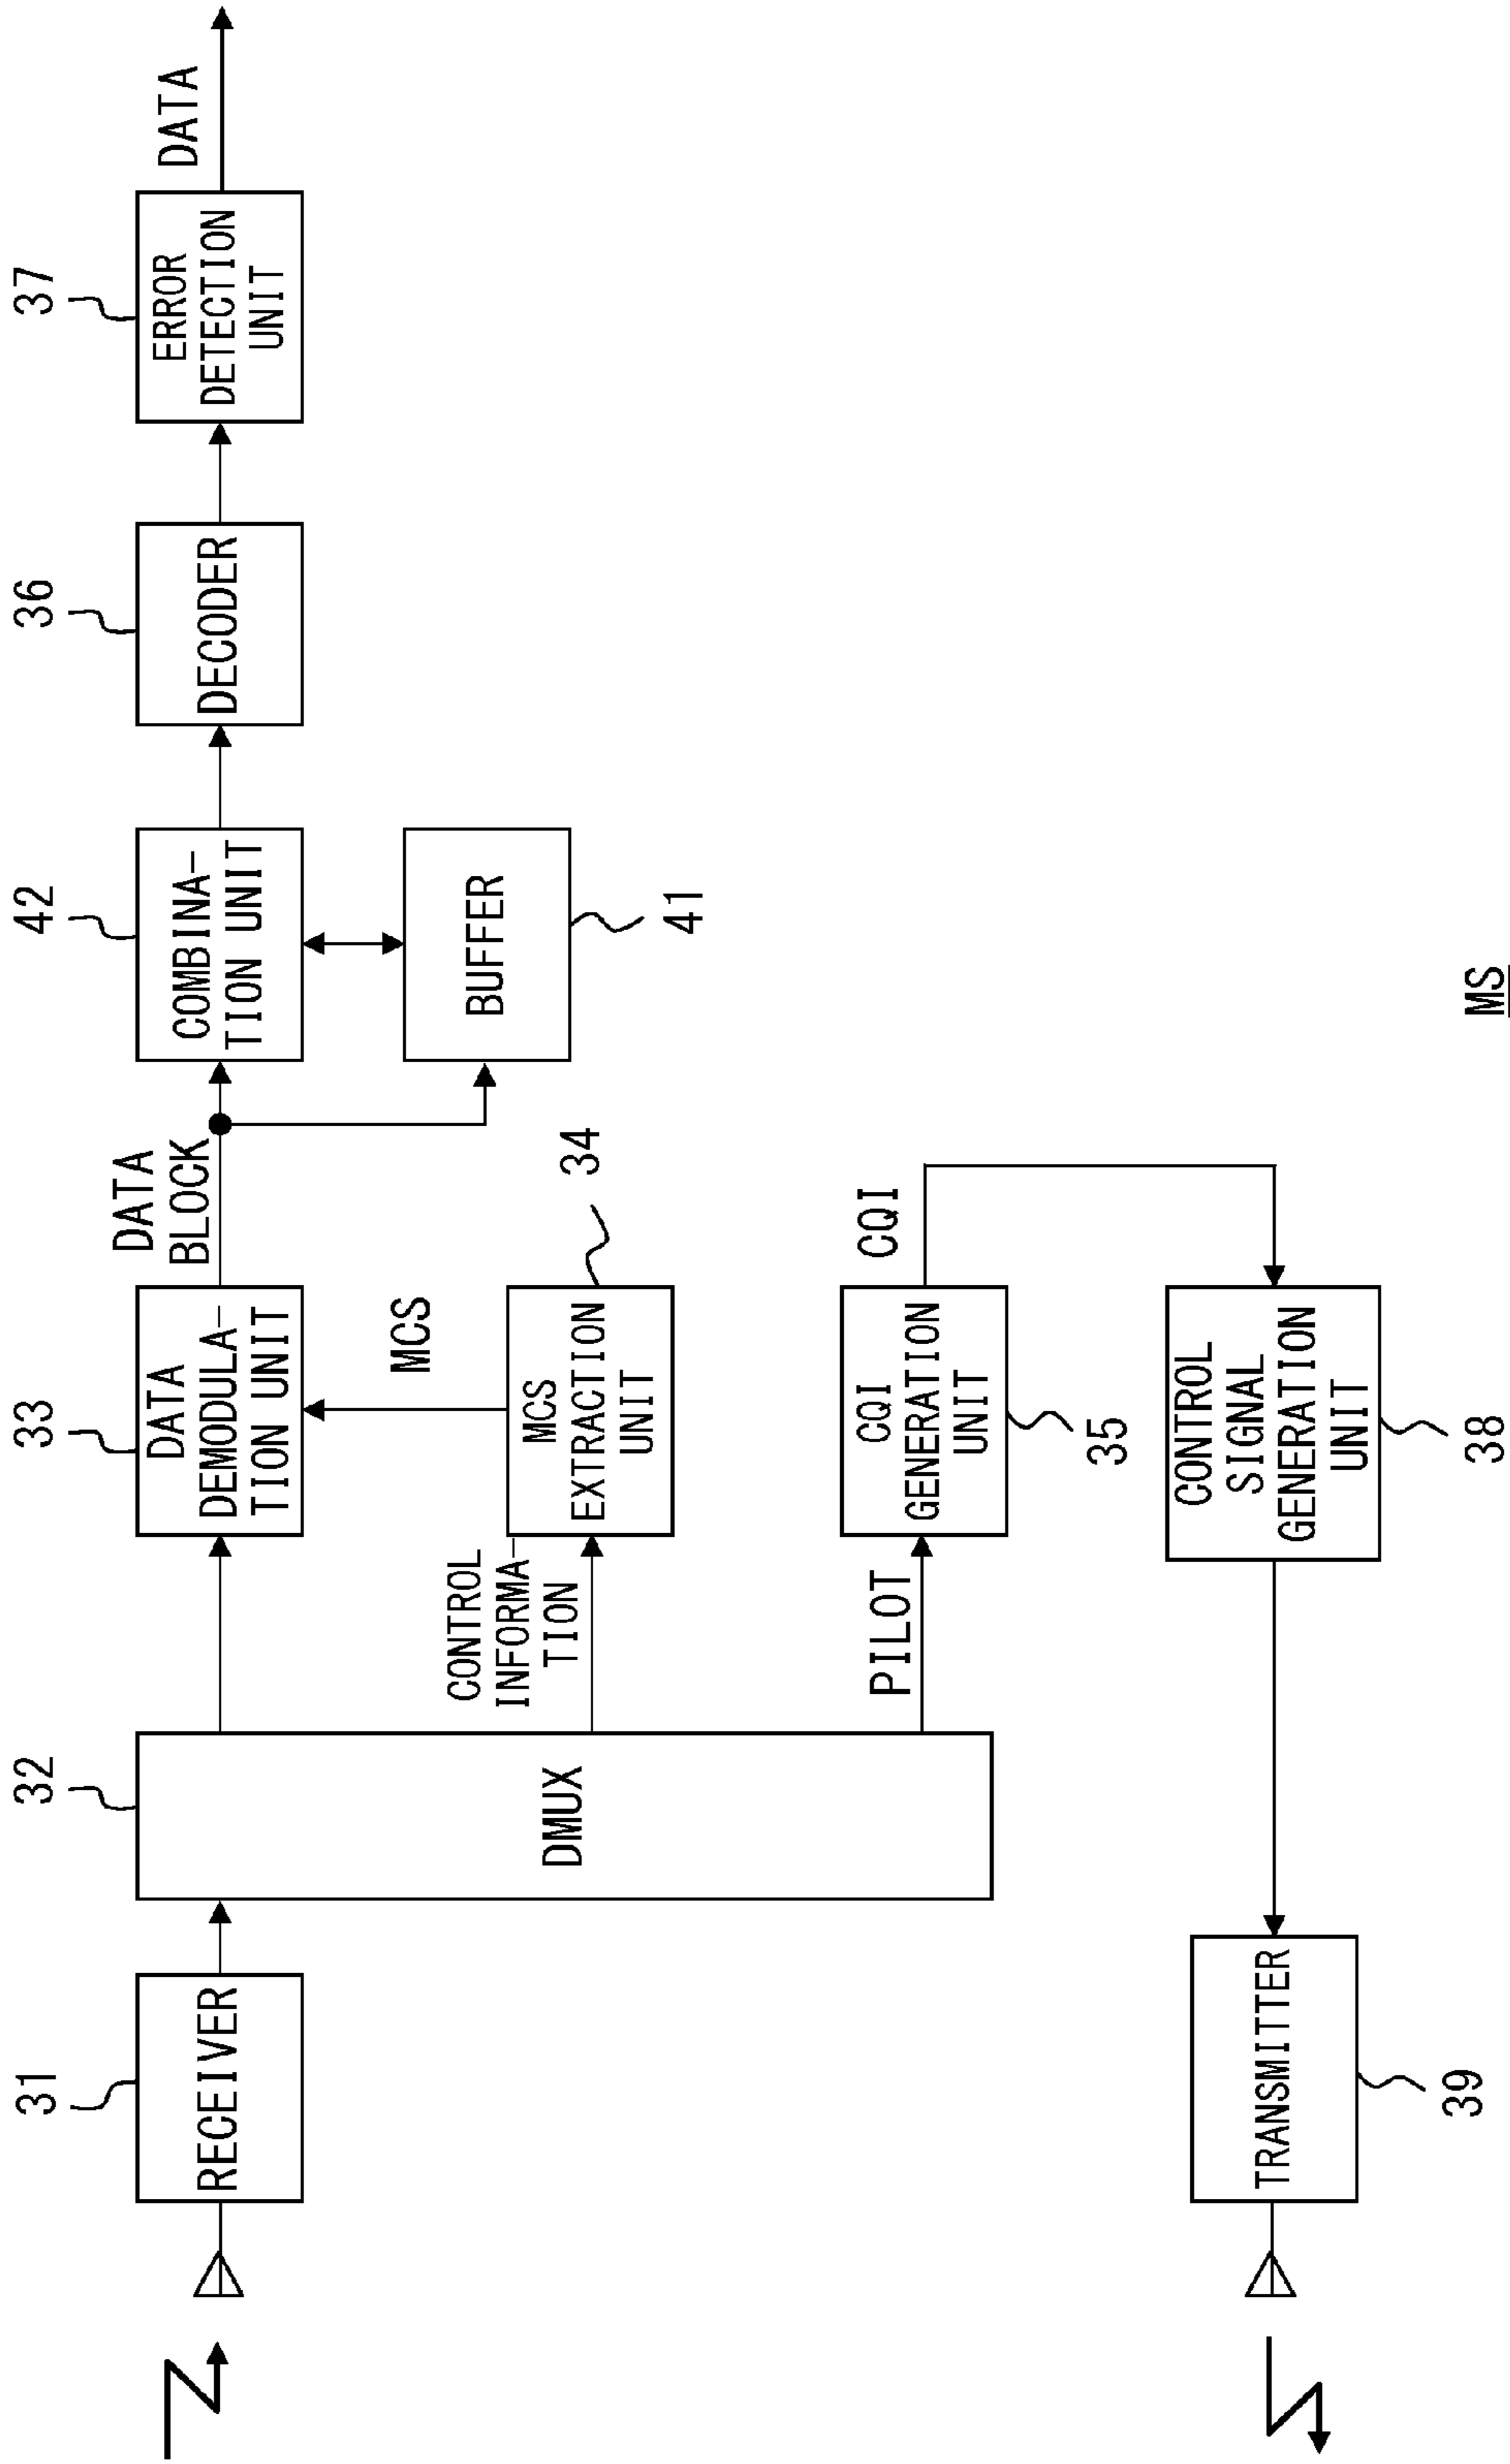 31
RECEIVER
32
DMUX
33
DATA
DEMODULA-
TION UNIT
DATA
BLOCK
42
COMBINA-
TION UNIT
36
DECODER
37
ERROR
DETECTION
UNIT
DATA
BUFFER
41
MCS
CONTROL
INFORMA-
TION
MCS
EXTRACTION
UNIT
34
PILOT
CQI
GENERATION
UNIT
35
CQI
CONTROL
SIGNAL
GENERATION
UNIT
38
TRANSMITTER
39
MS